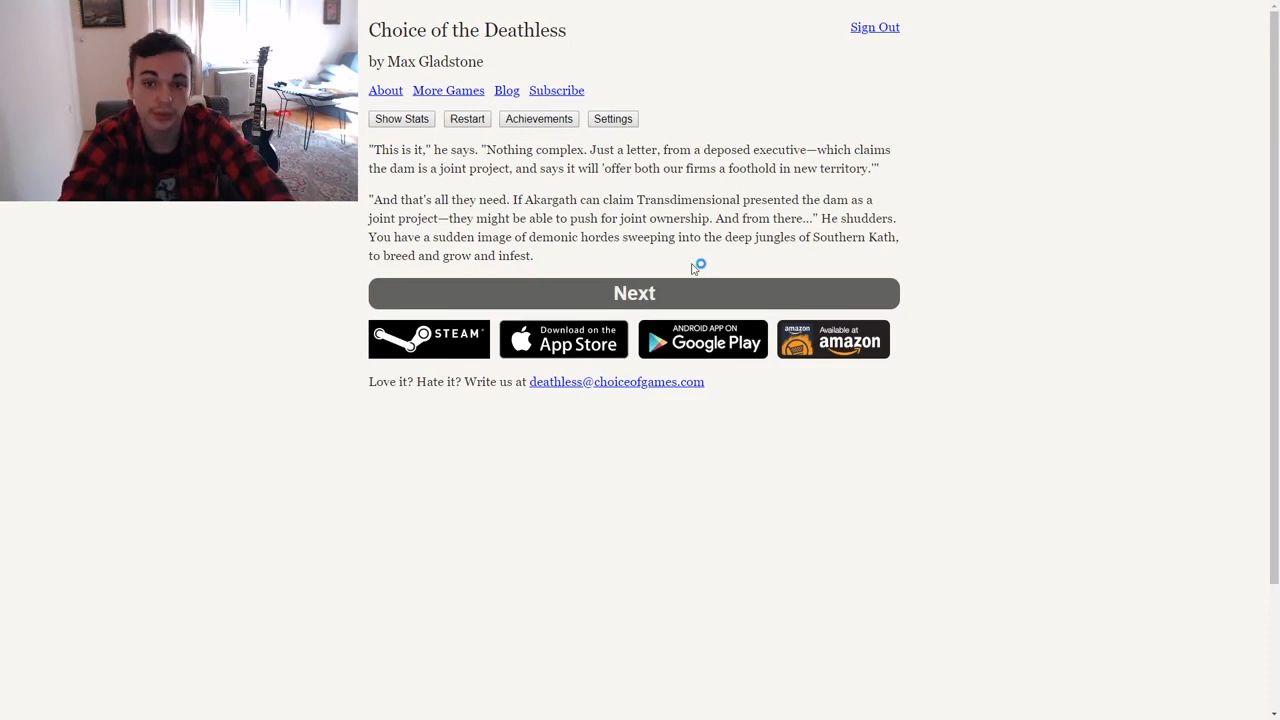 Choice of the Deathless
Sign Out
by Max Gladstone
About More Games Blog Subscribe
Show Stats Restart Achievements Settings
"This is it," he says. "Nothing complex. Just a letter, from a deposed executive—which claims
the dam is a joint project, and says it will 'offer both our firms a foothold in new territory.'"
"And that's all they need. If Akargath can claim Transdimensional presented the dam as a
joint project—they might be able to push for joint ownership. And from there..." He shudders.
You have a sudden image of demonic hordes sweeping into the deep jungles of Southern Kath,
to breed and grow and infest.
Next
STEAM
Download on the
App Store
ANDROID APP ON
Google Play
amazon
Available at
amazon
Love it? Hate it? Write us at deathless@choiceofgames.com